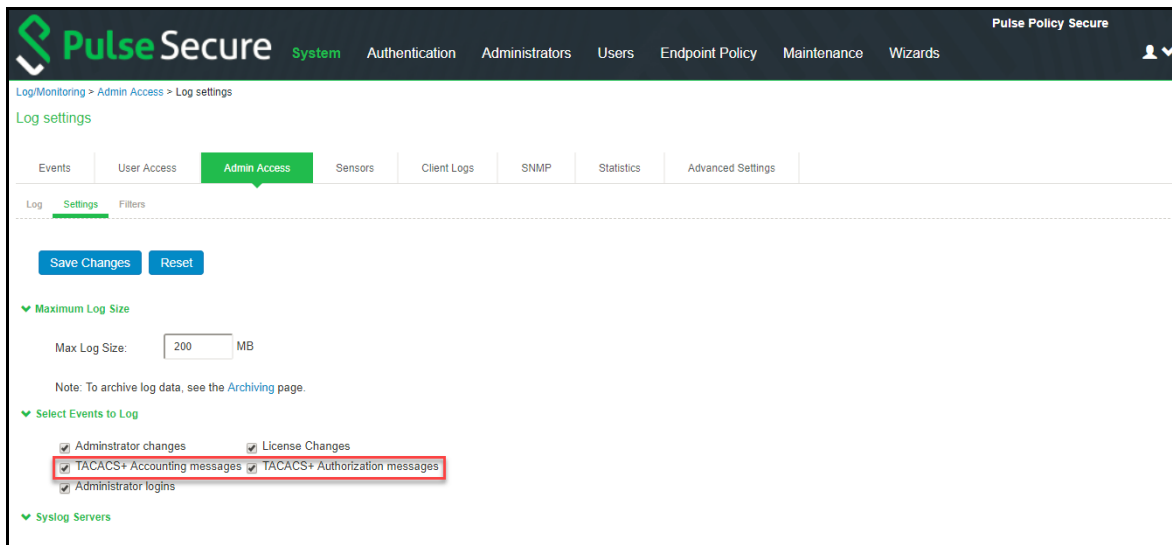 Pulse Policy Secure
Pulse Secure System Authentication Administrators Users Endpoint Policy Maintenance Wizards
Log/Monitoring > Admin Access > Log settings
Log settings
Events User Access Admin Access Sensors Client Logs SNMP Statistics Advanced Settings
Log Settings Filters
Save Changes Reset
Maximum Log Size
Max Log Size: 200 MB
Note: To archive log data, see the Archiving page.
Select Events to Log
Adminstrator changes License Changes
TACACS+ Accounting messages TACACS+ Authorization messages
Administrator logins
Syslog Servers